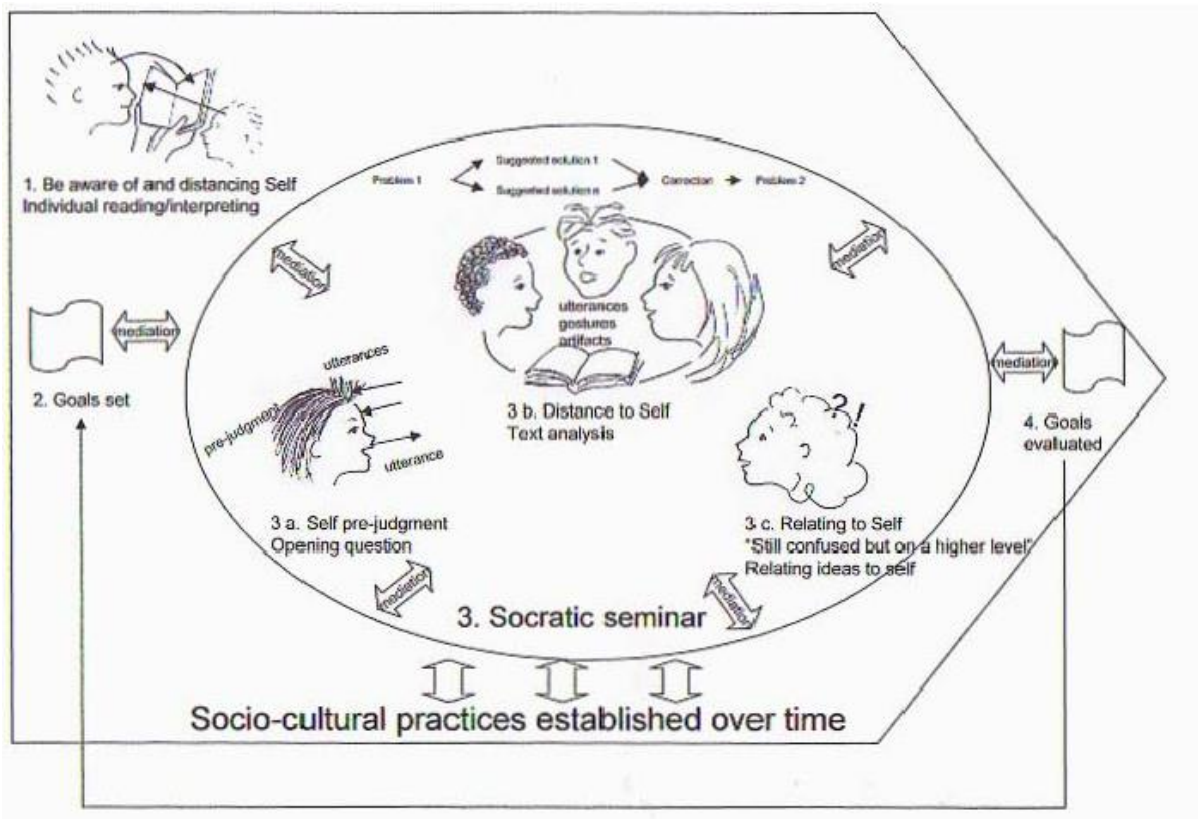 1. Be aware of and distancing Self
Individual reading/interpreting
Problem 1
Suggested solution 1
Suggested solution n
Correction
Problem 2
mediation
mediation
utterances
gestures
artifacts
mediation
2. Goals set
mediation
4. Goals
evaluated
utterances
pre-judgment
utterance
3 b. Distance to Self
Text analysis
?!
3 a. Self pre-judgment
Opening question
3 c. Relating to Self
"Still confused but on a higher level"
Relating ideas to self
mediation
mediation
3. Socratic seminar
Socio-cultural practices established over time